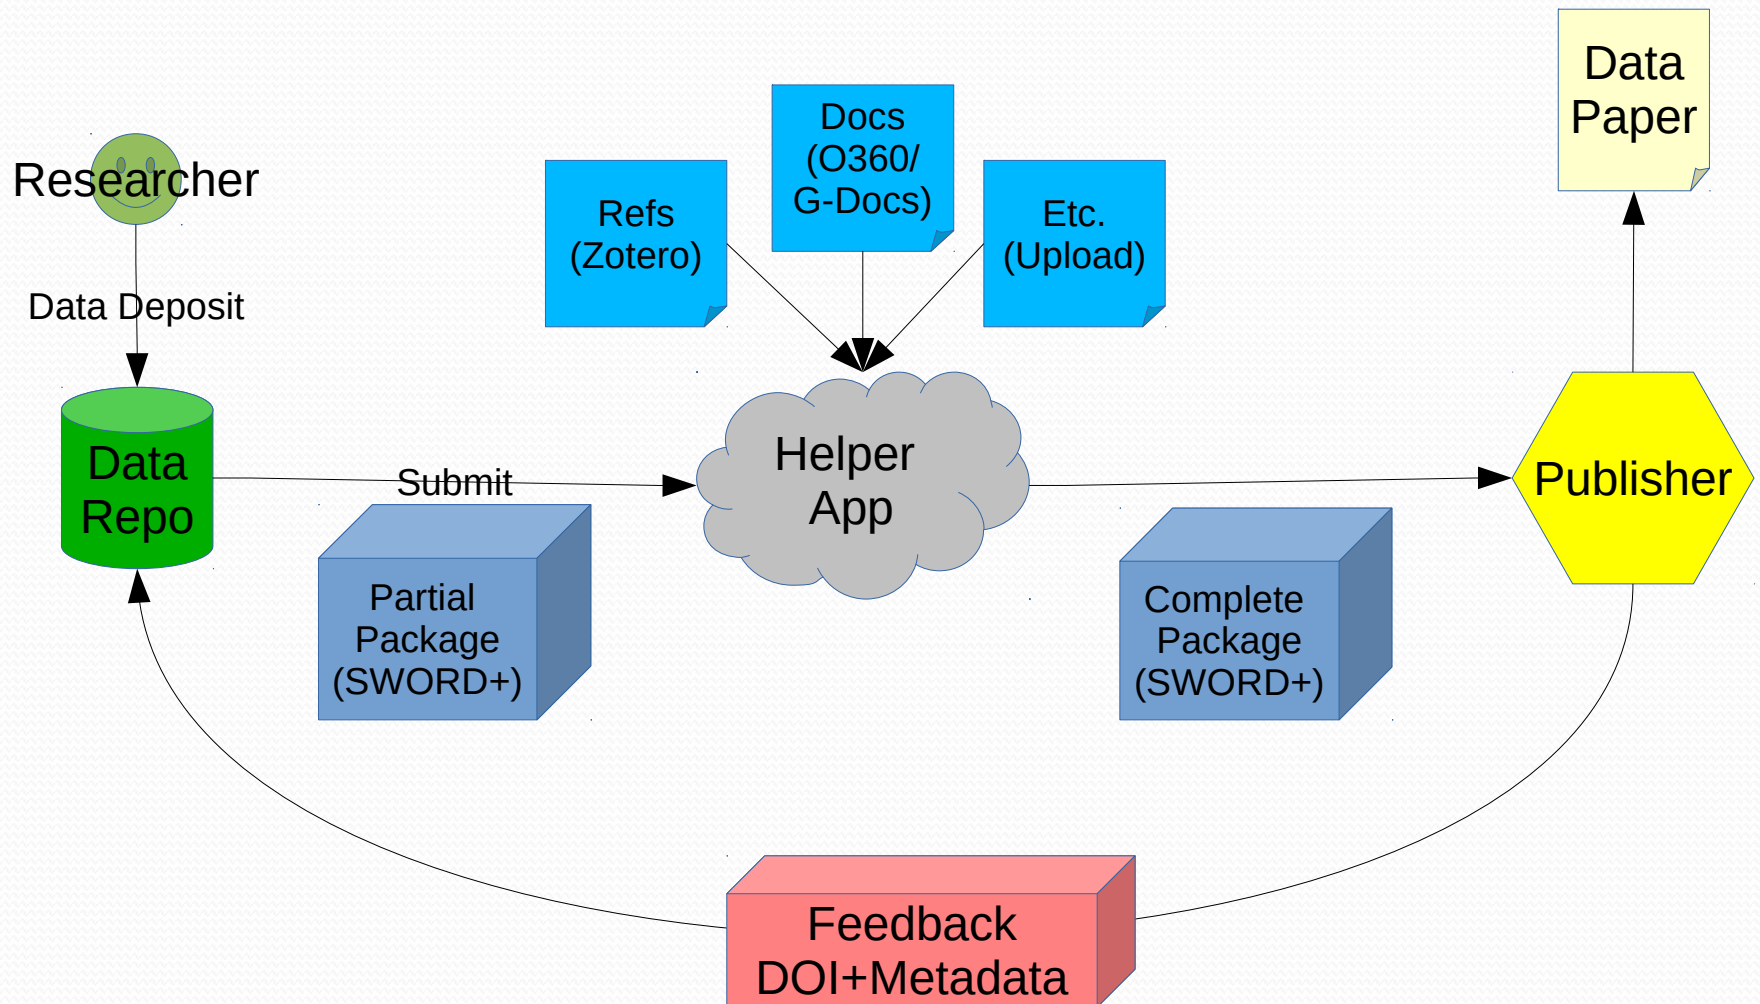 Data
Paper
Docs
(O360/
G-Docs)
Researcher
Refs
(Zotero)
Etc.
(Upload)
Data Deposit
Data
Repo
Submit
Helper
App
Publisher
Partial
Package
(SWORD+)
Complete
Package
(SWORD+)
Feedback
DOI+Metadata